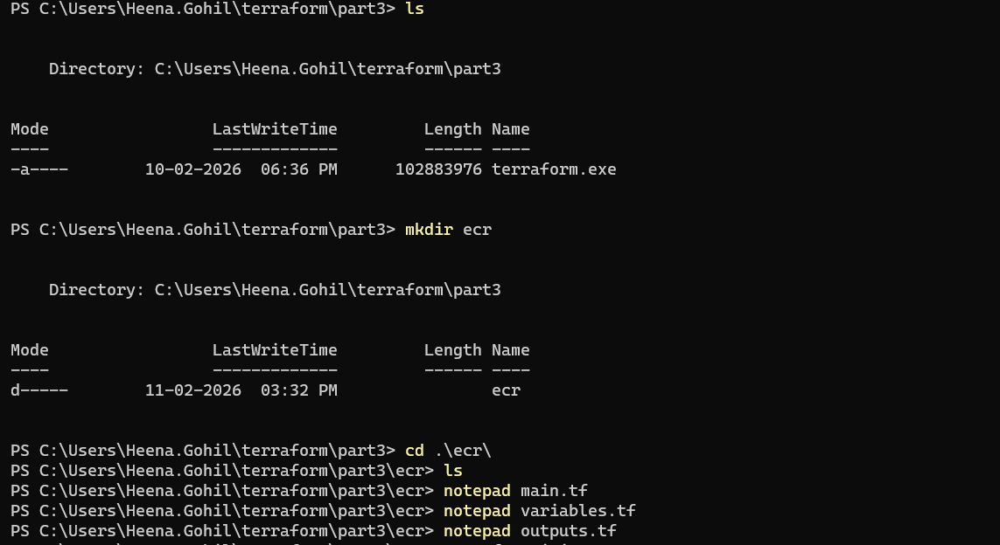 PS C:\Users\Heena.Gohil\terraform\part3> ls
Directory: C:\Users\Heena.Gohil\terraform\part3
Mode                 LastWriteTime         Length Name
----                 -------------         ------ ----
-a----        10-02-2026  06:36 PM      102883976 terraform.exe
PS C:\Users\Heena.Gohil\terraform\part3> mkdir ecr
Directory: C:\Users\Heena.Gohil\terraform\part3
Mode                 LastWriteTime         Length Name
----                 -------------         ------ ----
d-----        11-02-2026  03:32 PM                ecr
PS C:\Users\Heena.Gohil\terraform\part3> cd .\ecr\
PS C:\Users\Heena.Gohil\terraform\part3\ecr> ls
PS C:\Users\Heena.Gohil\terraform\part3\ecr> notepad main.tf
PS C:\Users\Heena.Gohil\terraform\part3\ecr> notepad variables.tf
PS C:\Users\Heena.Gohil\terraform\part3\ecr> notepad outputs.tf